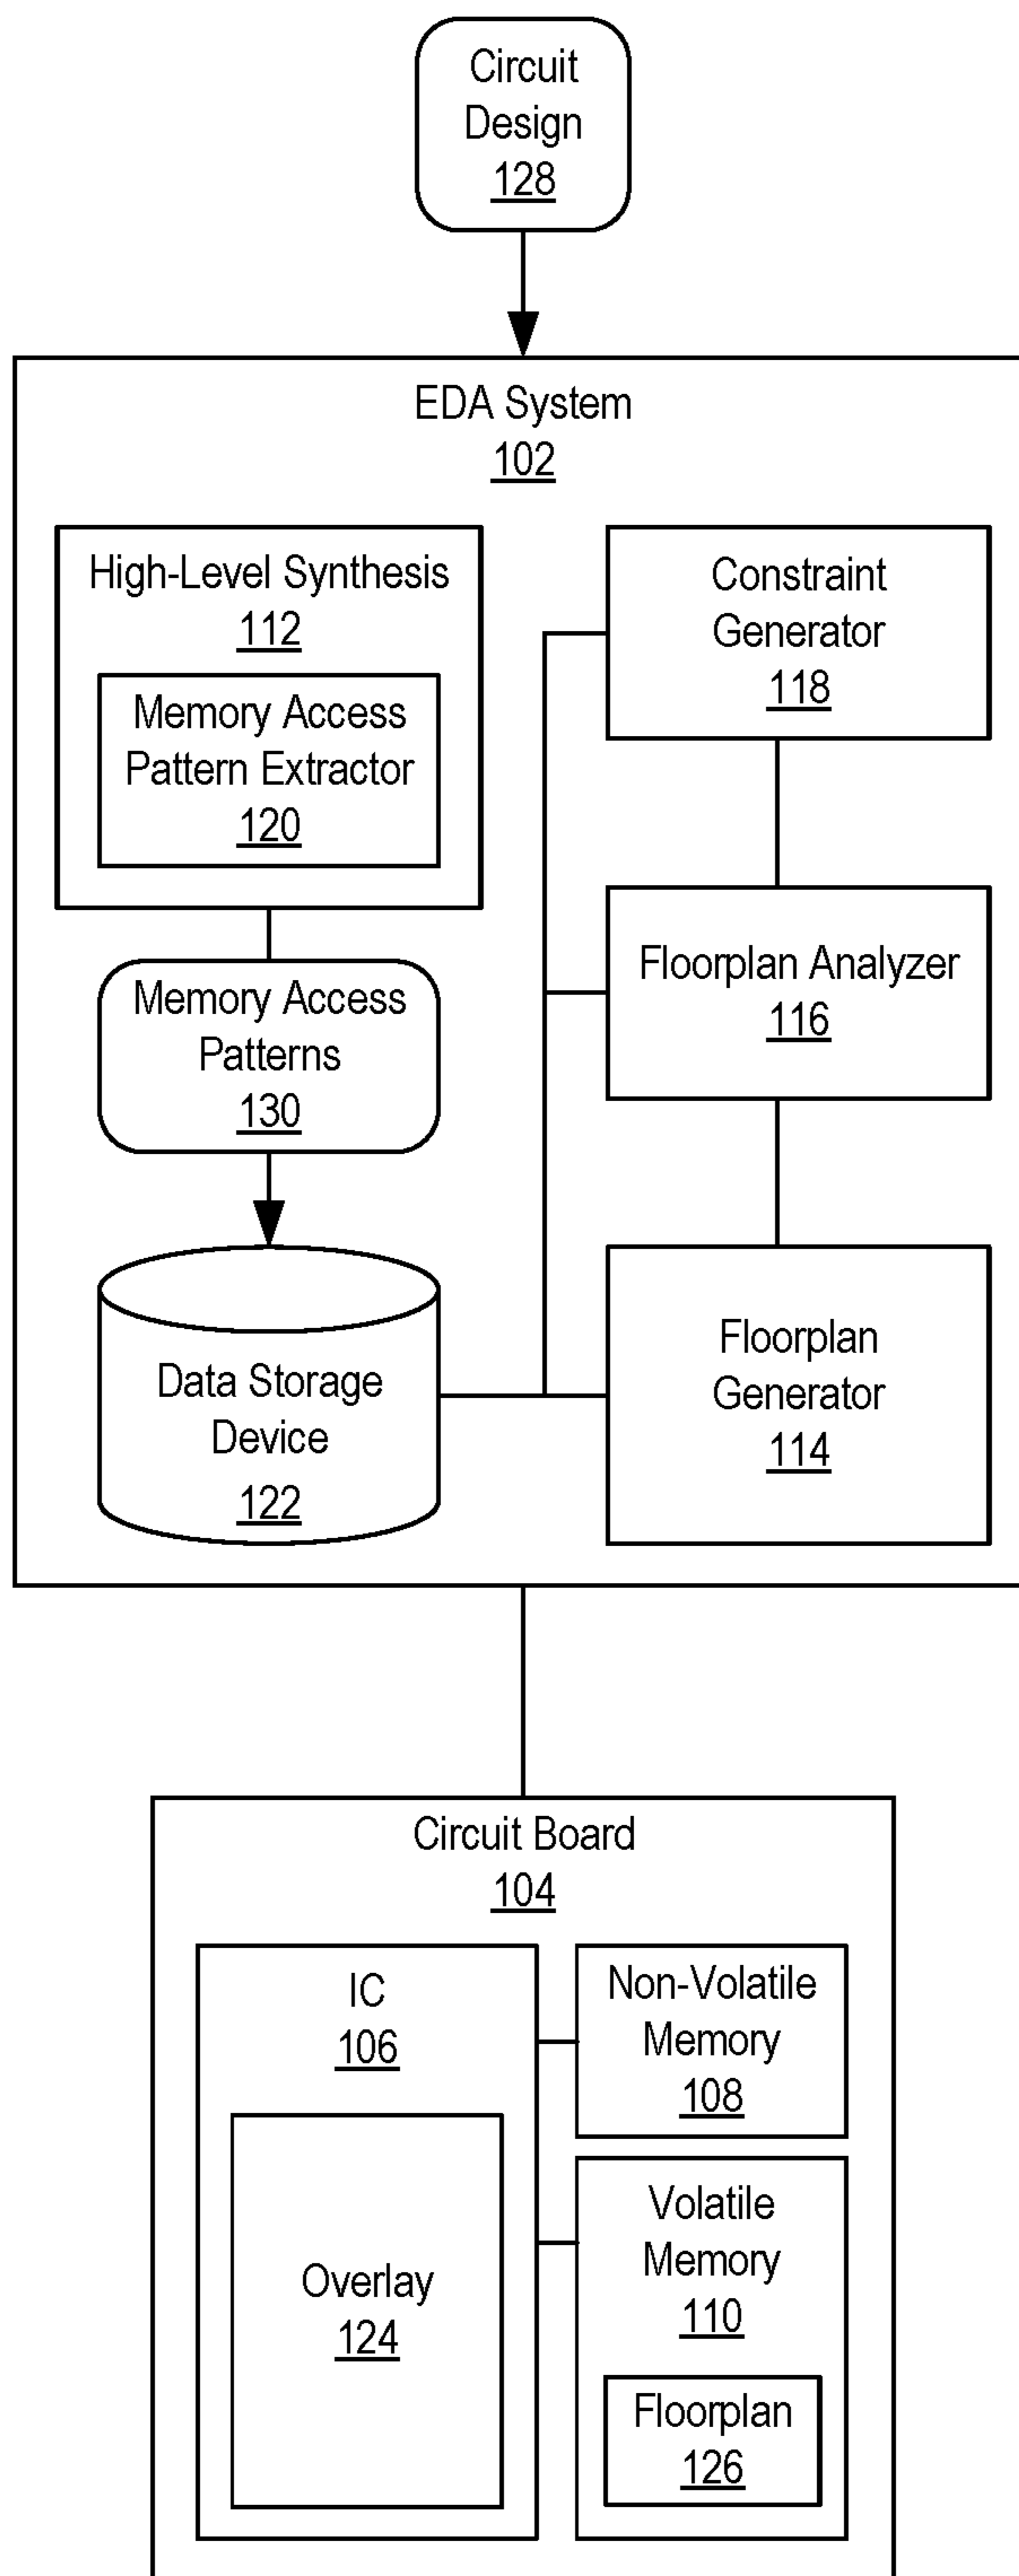 Circuit
Design
128
EDA System
102
High-Level Synthesis
112
Memory Access
Pattern Extractor
120
Memory Access
Patterns
130
Data Storage
Device
122
Constraint
Generator
118
Floorplan Analyzer
116
Floorplan
Generator
114
Circuit Board
104
IC
106
Overlay
124
Non-Volatile
Memory
108
Volatile
Memory
110
Floorplan
126